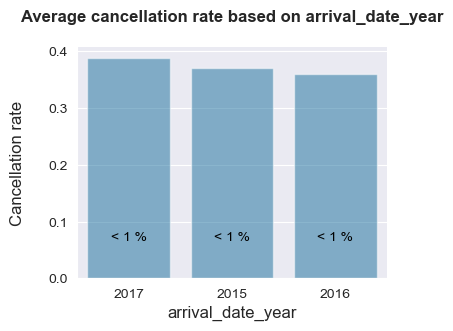 Average cancellation rate based on arrival_date_year
0.4
0.3
0.2
0.1
0.0
Cancellation rate
< 1 % < 1 % < 1 %
2017 2015 2016
arrival_date_year